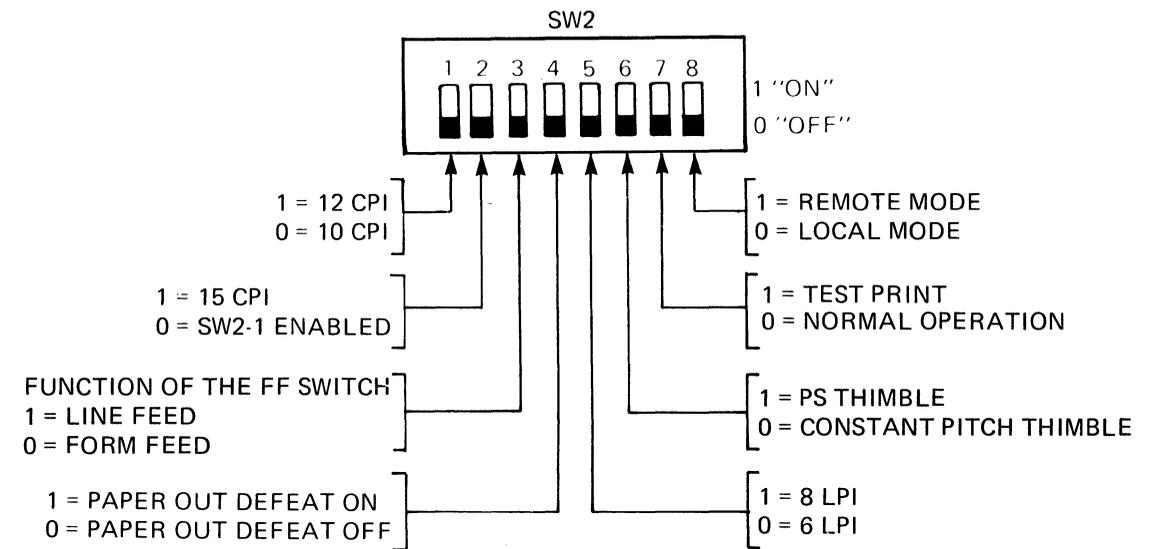 SW2
1 2 3 4 5 6 7 8
1 "ON"
0 "OFF"
1 = 12 CPI
0 = 10 CPI
1 = 15 CPI
0 = SW2-1 ENABLED
FUNCTION OF THE FF SWITCH
1 = LINE FEED
0 = FORM FEED
1 = PAPER OUT DEFEAT ON
0 = PAPER OUT DEFEAT OFF
1 = REMOTE MODE
0 = LOCAL MODE
1 = TEST PRINT
0 = NORMAL OPERATION
1 = PS THIMBLE
0 = CONSTANT PITCH THIMBLE
1 = 8 LPI
0 = 6 LPI